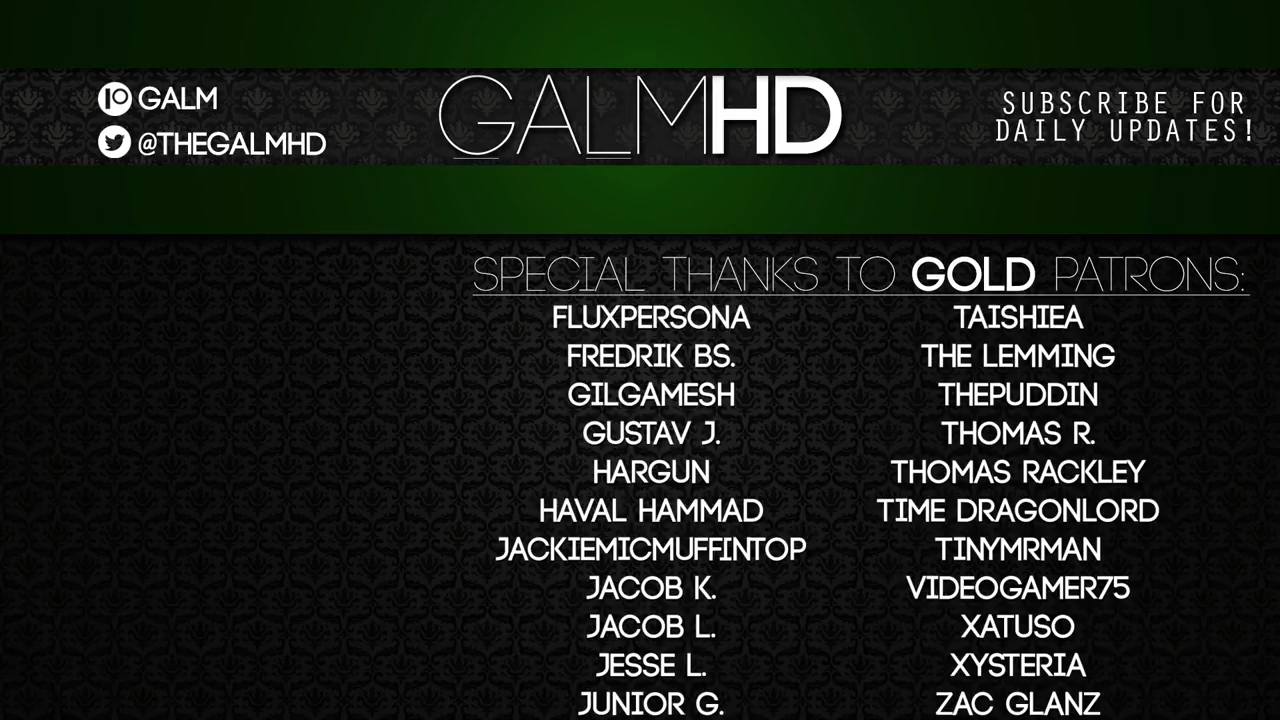 GALM
@THEGALMHD
GALMHD
SUBSCRIBE FOR
DAILY UPDATES!
SPECIAL THANKS TO GOLD PATRONS:
FLUXPERSONA
FREDRIK BS.
GILGAMESH
GUSTAV J.
HARGUN
HAVAL HAMMAD
JACKIEMICMUFFINTOP
JACOB K.
JACOB L.
JESSE L.
JUNIOR G.
TAISHIEA
THE LEMMING
THEPUDDIN
THOMAS R.
THOMAS RACKLEY
TIME DRAGONLORD
TINYMRMAN
VIDEOGAMER75
XATUSO
XYSTERIA
ZAC GLANZ